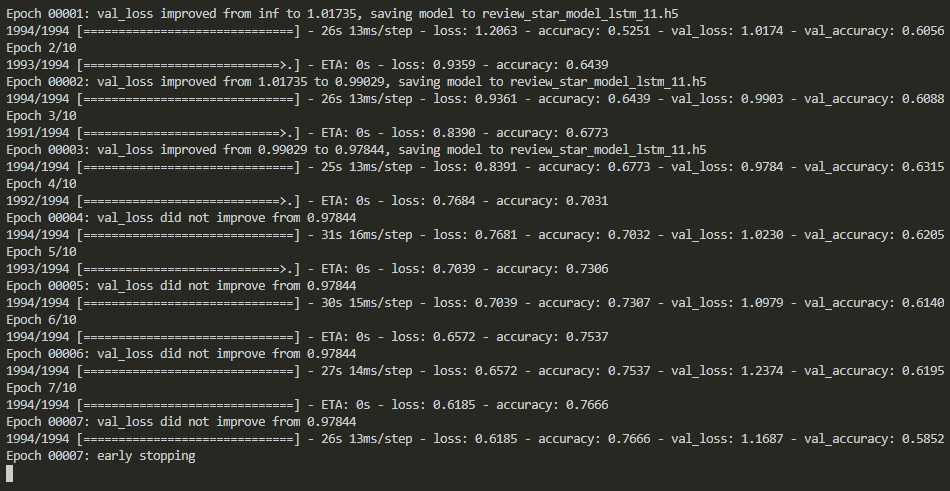 Epoch 00001: val_loss improved from inf to 1.01735, saving model to review_star_model_lstm_11.h5
1994/1994 [==============================] - 26s 13ms/step - loss: 1.2063 - accuracy: 0.5251 - val_loss: 1.0174 - val_accuracy: 0.6056
Epoch 2/10
1993/1994 [============================>.] - ETA: 0s - loss: 0.9359 - accuracy: 0.6439
Epoch 00002: val_loss improved from 1.01735 to 0.99029, saving model to review_star_model_lstm_11.h5
1994/1994 [==============================] - 26s 13ms/step - loss: 0.9361 - accuracy: 0.6439 - val_loss: 0.9903 - val_accuracy: 0.6088
Epoch 3/10
1991/1994 [============================>.] - ETA: 0s - loss: 0.8390 - accuracy: 0.6773
Epoch 00003: val_loss improved from 0.99029 to 0.97844, saving model to review_star_model_lstm_11.h5
1994/1994 [==============================] - 25s 13ms/step - loss: 0.8391 - accuracy: 0.6773 - val_loss: 0.9784 - val_accuracy: 0.6315
Epoch 4/10
1992/1994 [============================>.] - ETA: 0s - loss: 0.7684 - accuracy: 0.7031
Epoch 00004: val_loss did not improve from 0.97844
1994/1994 [==============================] - 31s 16ms/step - loss: 0.7681 - accuracy: 0.7032 - val_loss: 1.0230 - val_accuracy: 0.6205
Epoch 5/10
1993/1994 [============================>.] - ETA: 0s - loss: 0.7039 - accuracy: 0.7306
Epoch 00005: val_loss did not improve from 0.97844
1994/1994 [==============================] - 30s 15ms/step - loss: 0.7039 - accuracy: 0.7307 - val_loss: 1.0979 - val_accuracy: 0.6140
Epoch 6/10
1994/1994 [==============================] - ETA: 0s - loss: 0.6572 - accuracy: 0.7537
Epoch 00006: val_loss did not improve from 0.97844
1994/1994 [==============================] - 27s 14ms/step - loss: 0.6572 - accuracy: 0.7537 - val_loss: 1.2374 - val_accuracy: 0.6195
Epoch 7/10
1994/1994 [==============================] - ETA: 0s - loss: 0.6185 - accuracy: 0.7666
Epoch 00007: val_loss did not improve from 0.97844
1994/1994 [==============================] - 26s 13ms/step - loss: 0.6185 - accuracy: 0.7666 - val_loss: 1.1687 - val_accuracy: 0.5852
Epoch 00007: early stopping